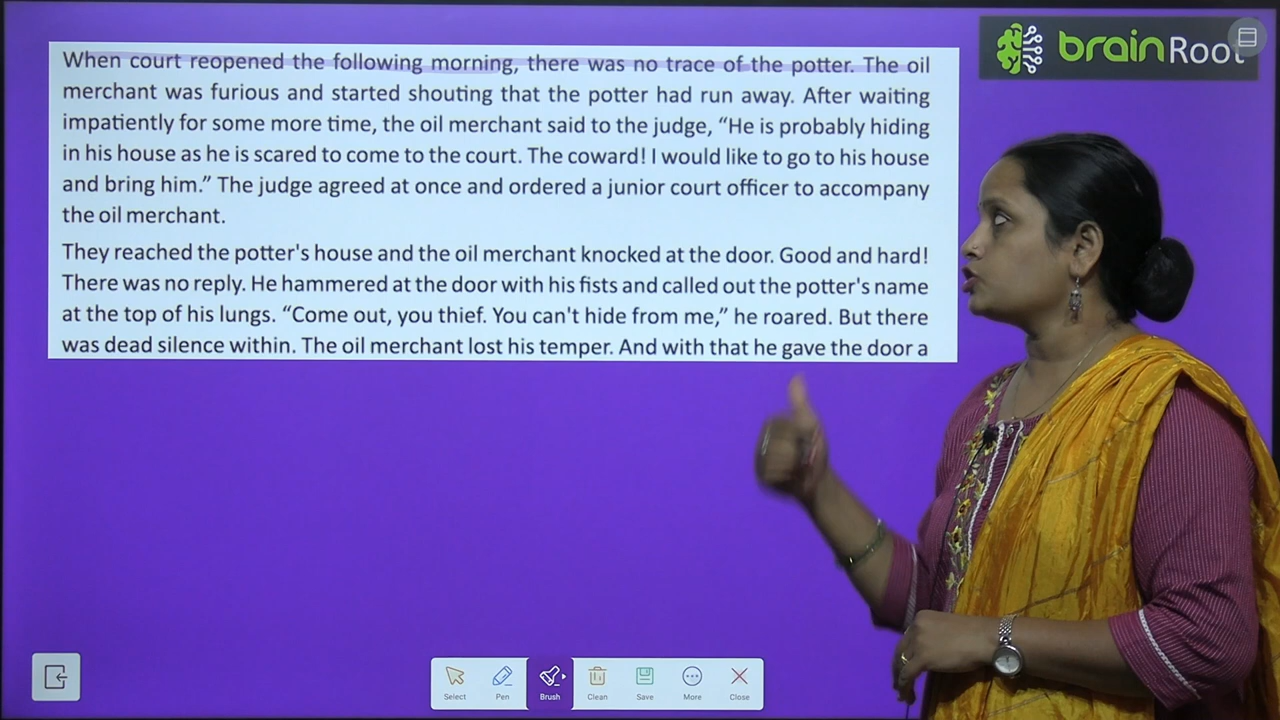 When court reopened the following morning, there was no trace of the potter. The oil
merchant was furious and started shouting that the potter had run away. After waiting
impatiently for some more time, the oil merchant said to the judge, “He is probably hiding
in his house as he is scared to come to the court. The coward! I would like to go to his house
and bring him.” The judge agreed at once and ordered a junior court officer to accompany
the oil merchant.
They reached the potter's house and the oil merchant knocked at the door. Good and hard!
There was no reply. He hammered at the door with his fists and called out the potter's name
at the top of his lungs. “Come out, you thief. You can't hide from me,” he roared. But there
was dead silence within. The oil merchant lost his temper. And with that he gave the door a
brainRoot
Select Pen Brush Clean Save More Close